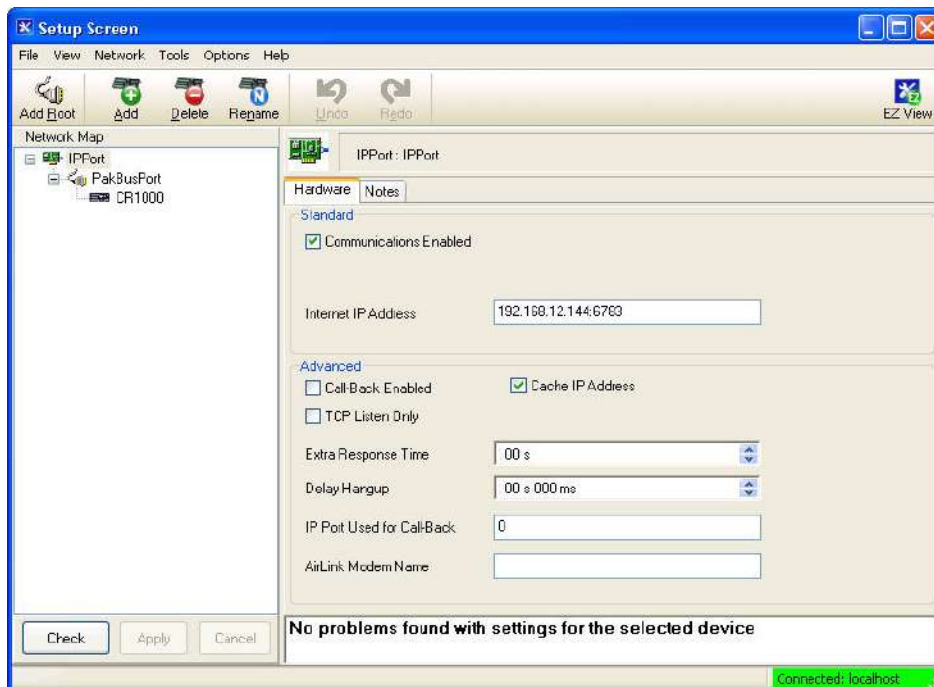 Setup Screen
File View Network Tools Options Help
Add Root Add Delete Rename Undo Redo EZ View
Network Map
IPPort
PakBusPort
CR1000
IPPort : IPPort
Hardware Notes
Standard
Communications Enabled
Internet IP Address 192.168.12.144:6783
Advanced
Call-Back Enabled Cache IP Address
TCP Listen Only
Extra Response Time 00 s
Delay Hangup 00 s 000 ms
IP Port Used for Call-Back 0
AirLink Modem Name
Check Apply Cancel
No problems found with settings for the selected device
Connected: localhost